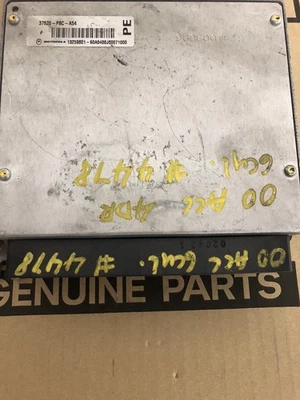 37820-P8C-A54
PE
00 Acc 4DR
6cyl. # 4478
00 Acc 6cyl. # 4478
GENUINE PARTS